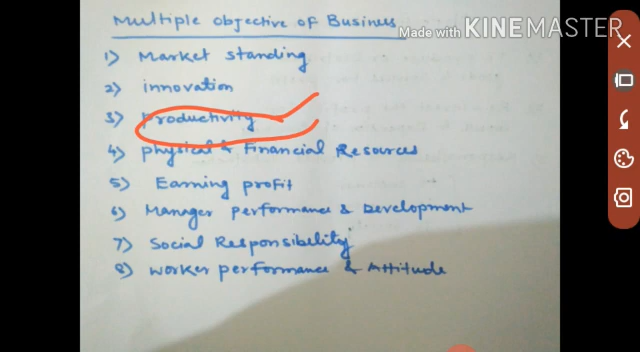 Multiple objective of Business
Made with KINEMASTER
1) Market standing
2) innovation
3) Productivity
4) Physical & Financial Resources
5) Earning profit
6) Manager performance & Development
7) Social Responsibility
8) Worker performance & Attitude